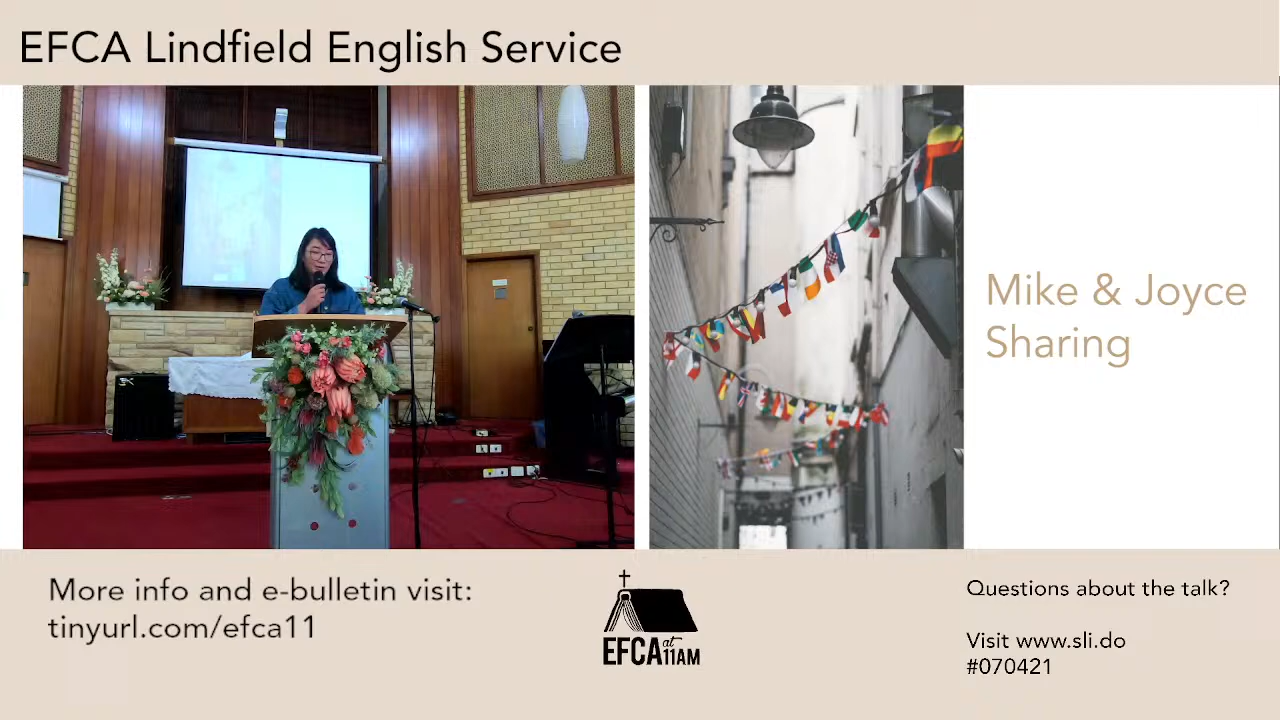 EFCA Lindfield English Service
Mike & Joyce
Sharing
More info and e-bulletin visit:
tinyurl.com/efca11
EFCA at 11AM
Questions about the talk?
Visit www.sli.do
#070421